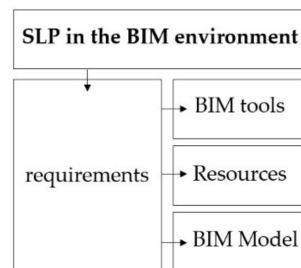 SLP in the BIM environment
requirements
BIM tools
Resources
BIM Model